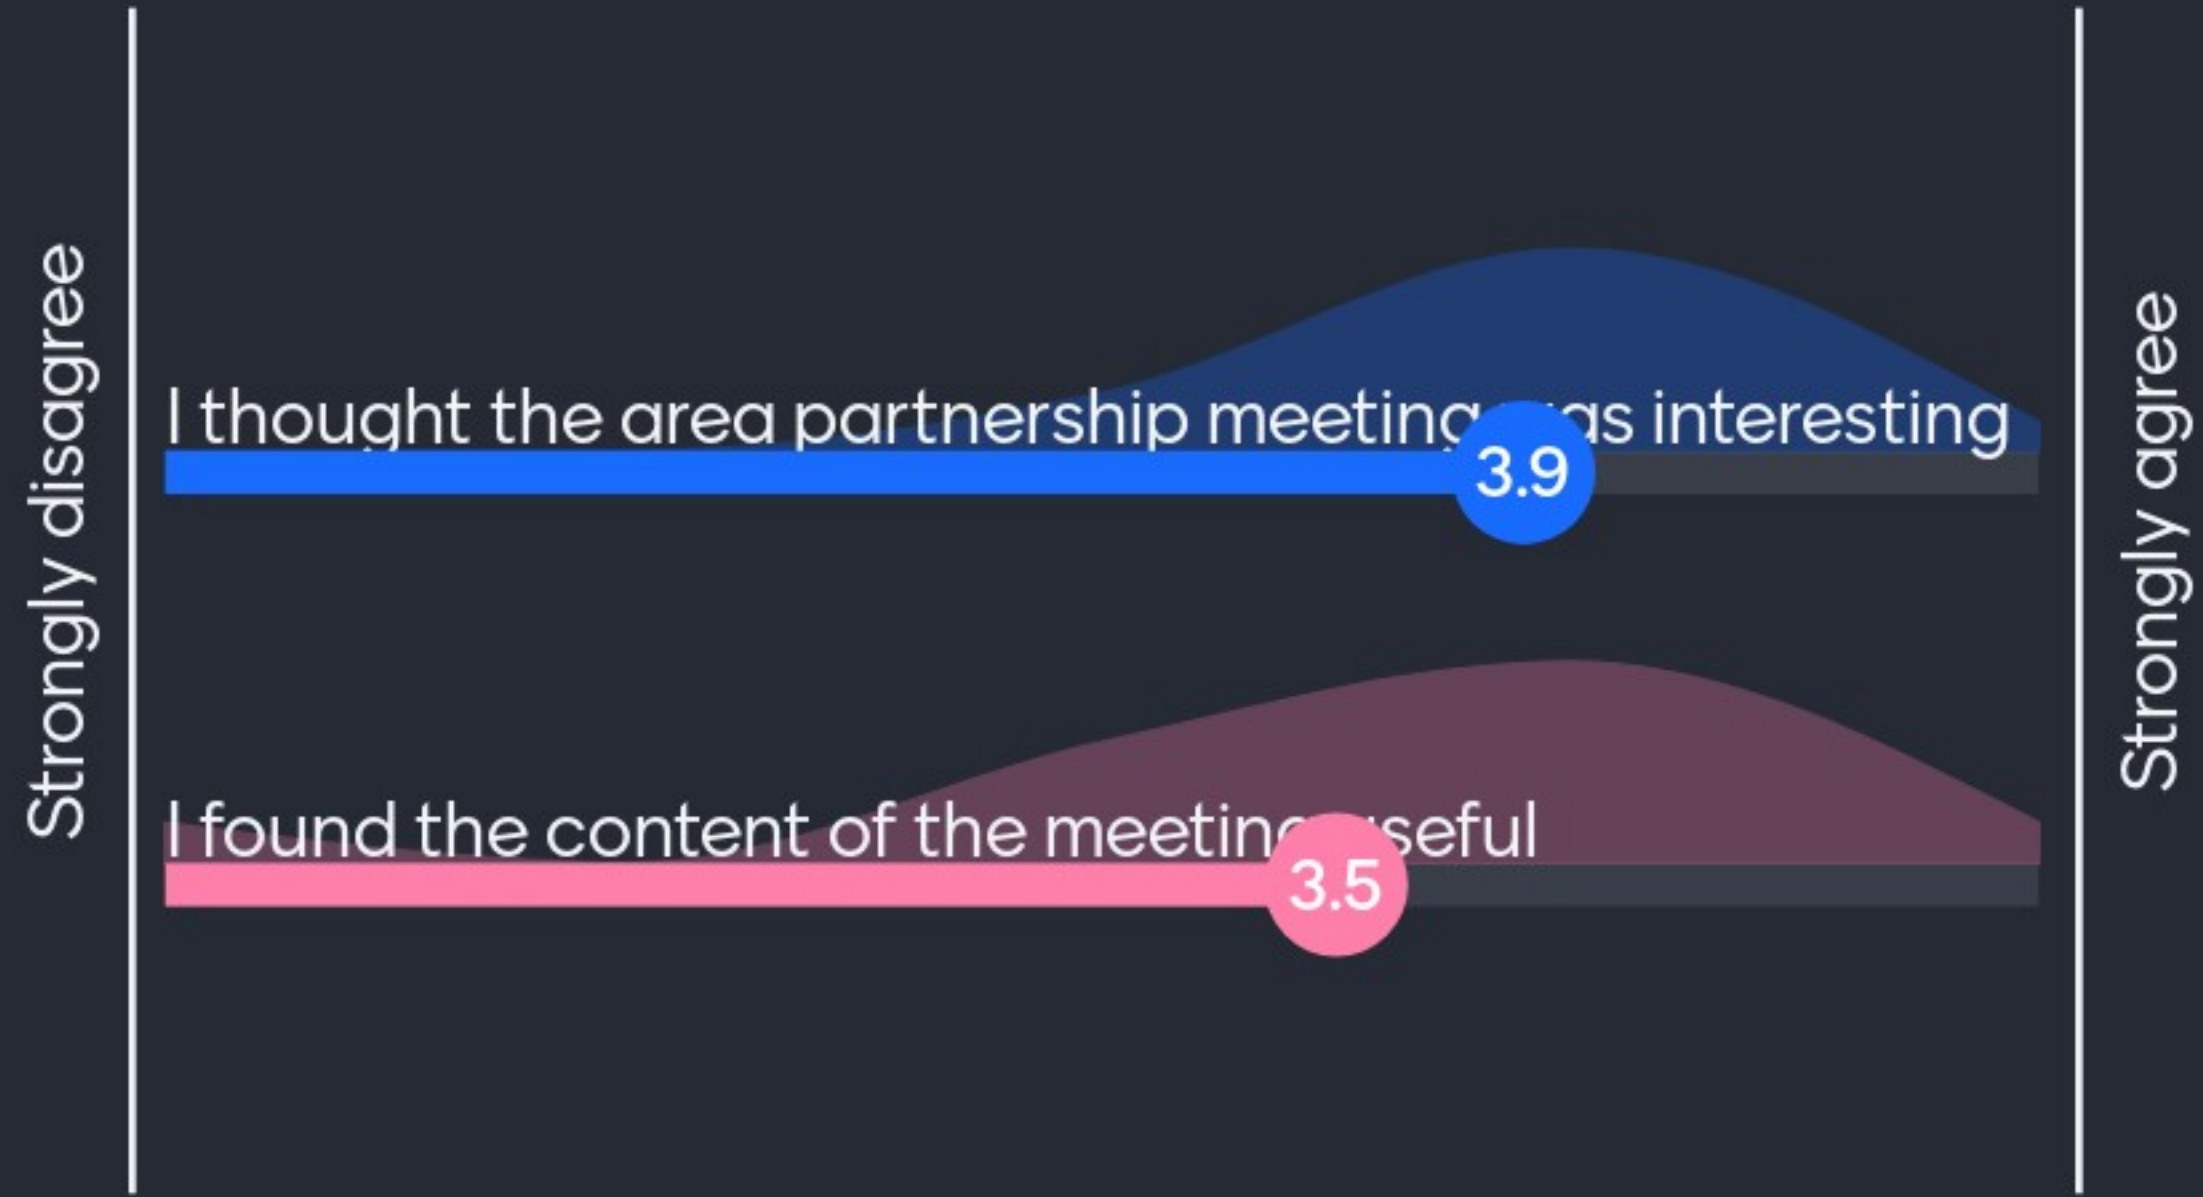 Strongly disagree
I thought the area partnership meeting was interesting
3.9
I found the content of the meeting useful
3.5
Strongly agree